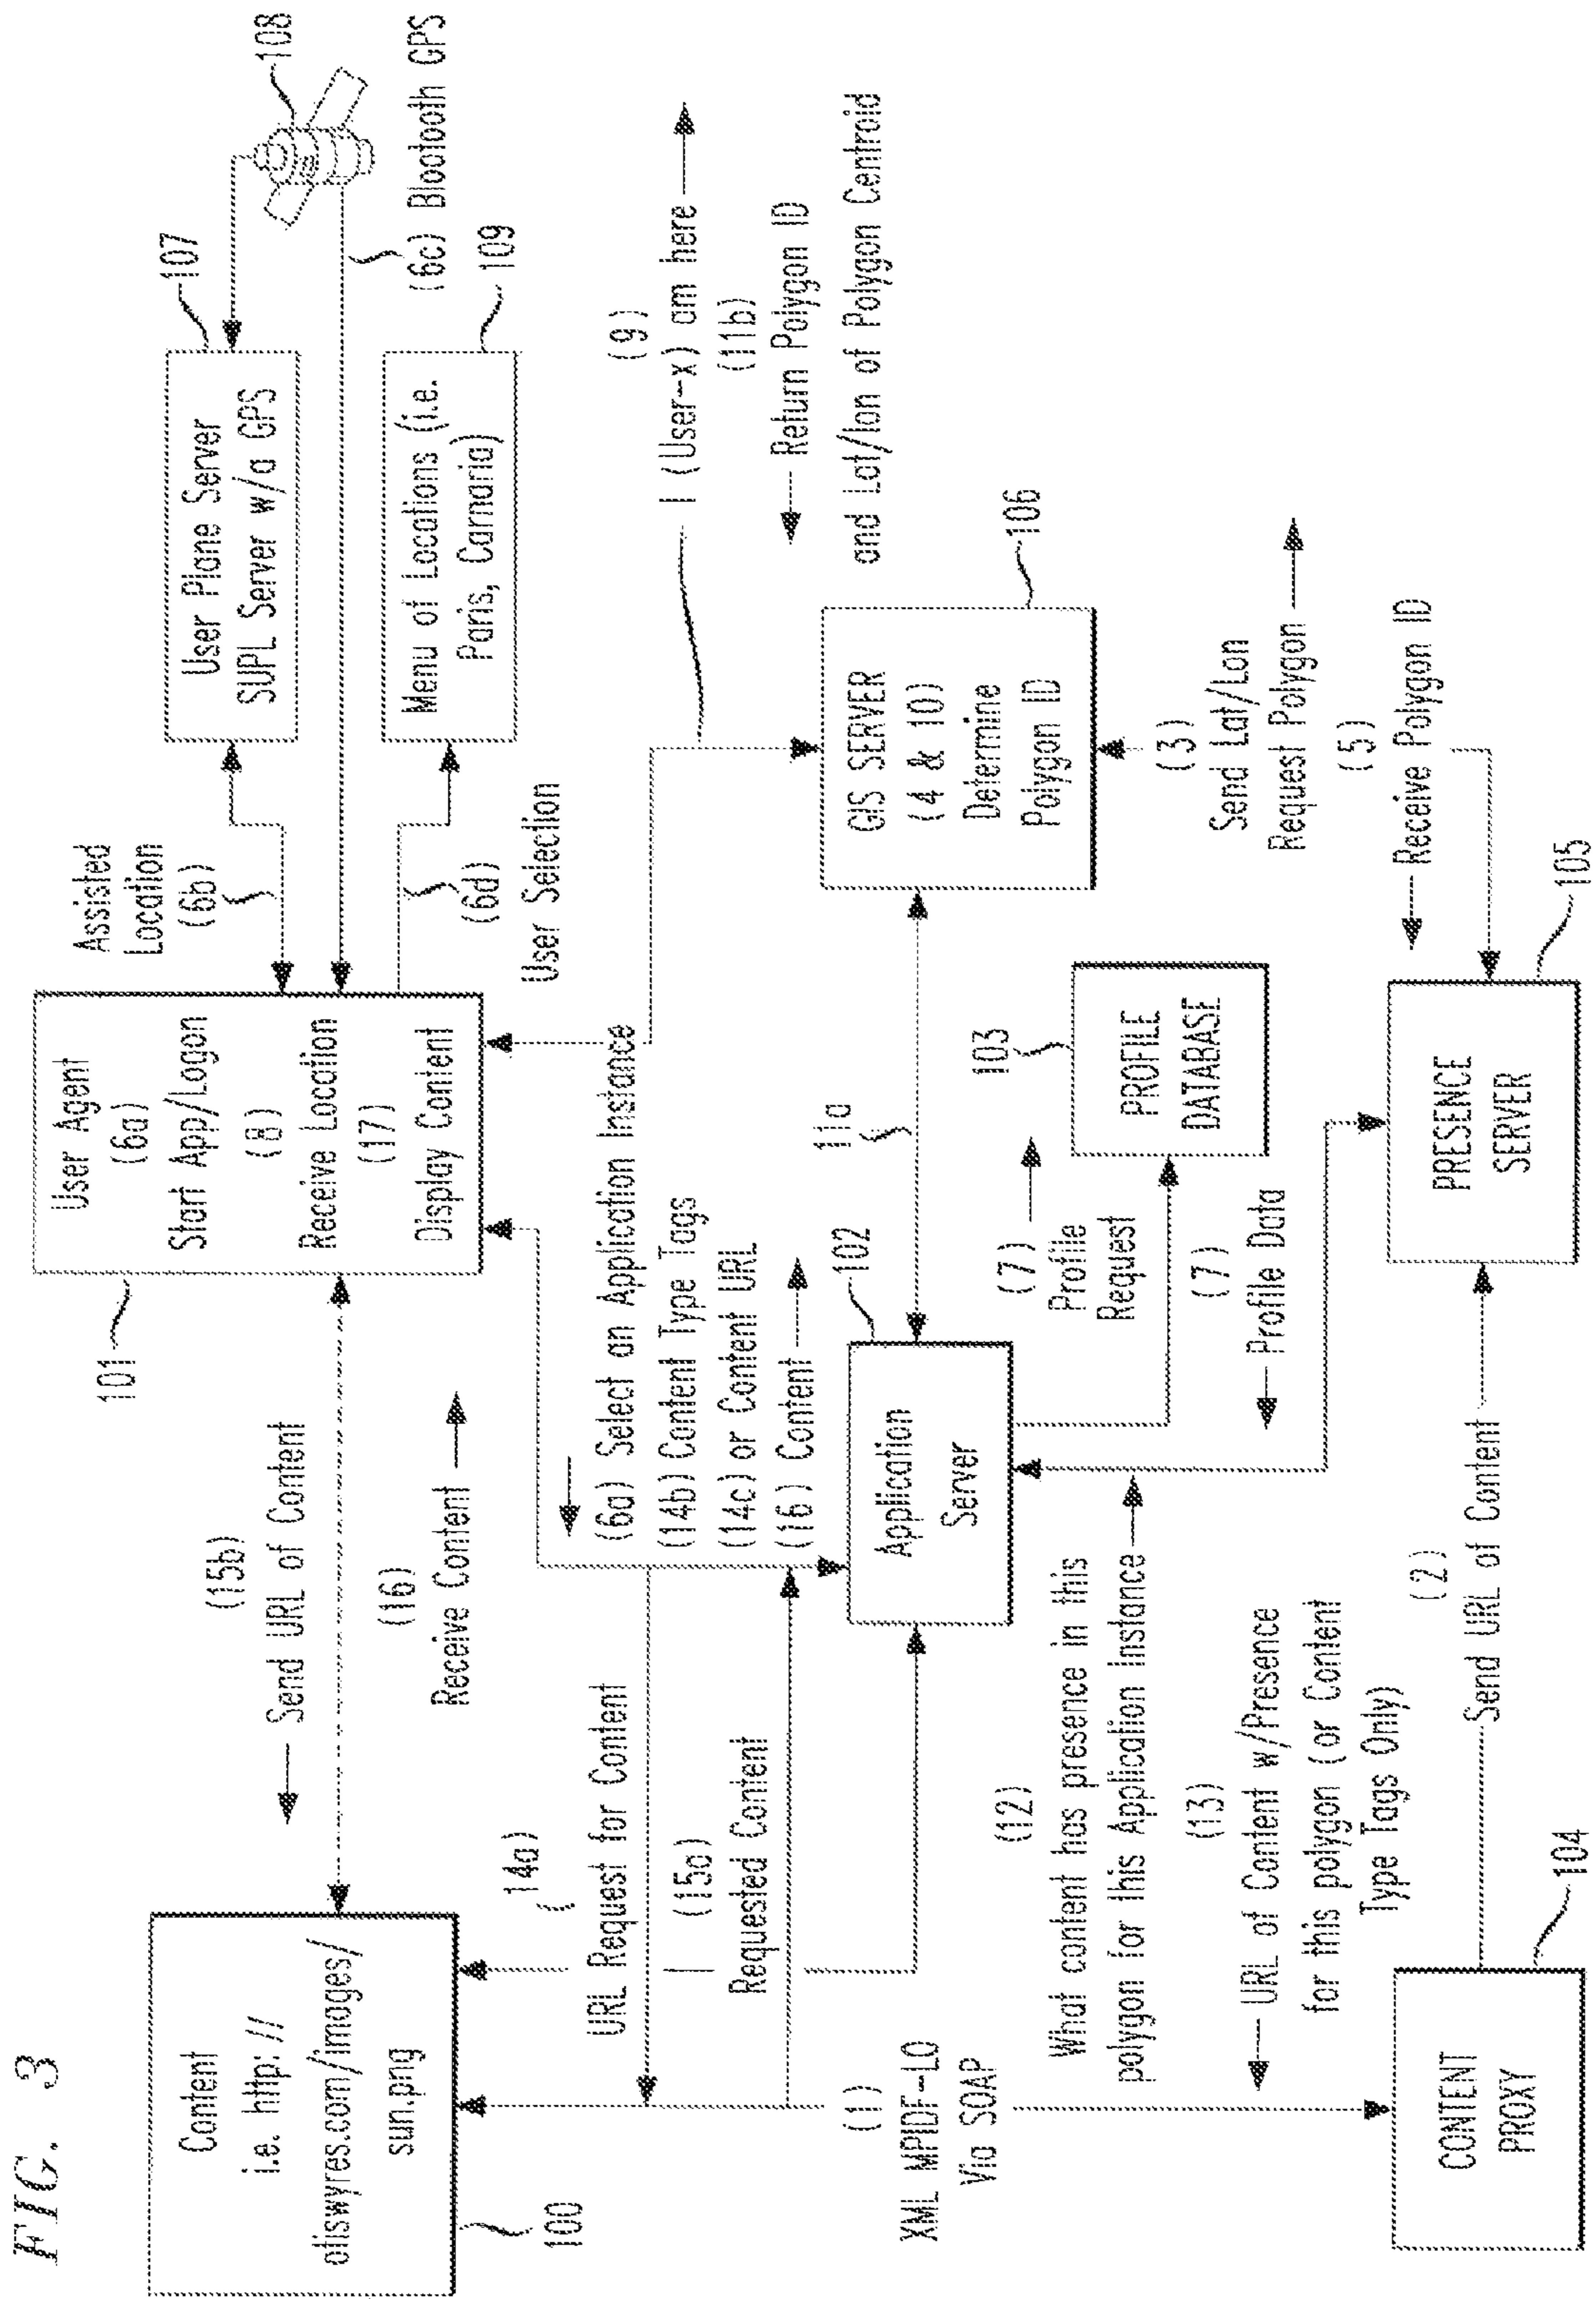 FIG. 3
Content
i.e. http: //
otiswyres.com/images/
sun.png
100
(15b)
Send URL of Content
(16)
Receive Content
101
User Agent
(6a)
Start App/Logon
(8)
Receive Location
(17)
Display Content
Assisted
Location
(6b)
(6d)
User Selection
107
User Plane Server
SUPL Server w/a GPS
108
(6c) Blootooth GPS
109
Menu of Locations (i.e.
Paris, Carnaria)
14a)
URL Request for Content
(15a)
Requested Content
(6a) Select an Application Instance
(14b) Content Type Tags
(14c) or Content URL
(16) Content
(9)
I (User-x) am here
(11b)
Return Polygon ID
and Lat/lon of Polygon Centroid
102
Application
Server
11a
106
GIS SERVER
(4 & 10)
Determine
Polygon ID
103
PROFILE
DATABASE
(7)
Profile
Request
(7)
Profile Data
(3)
Send Lat/Lon
Request Polygon
(5)
Receive Polygon ID
(1)
XML MPIDF-LO
Via SOAP
(12)
What content has presence in this
polygon for this Application Instance
(13)
URL of Content w/Presence
for this polygon (or Content
Type Tags Only)
CONTENT
PROXY
104
(2)
Send URL of Content
PRESENCE
SERVER
105